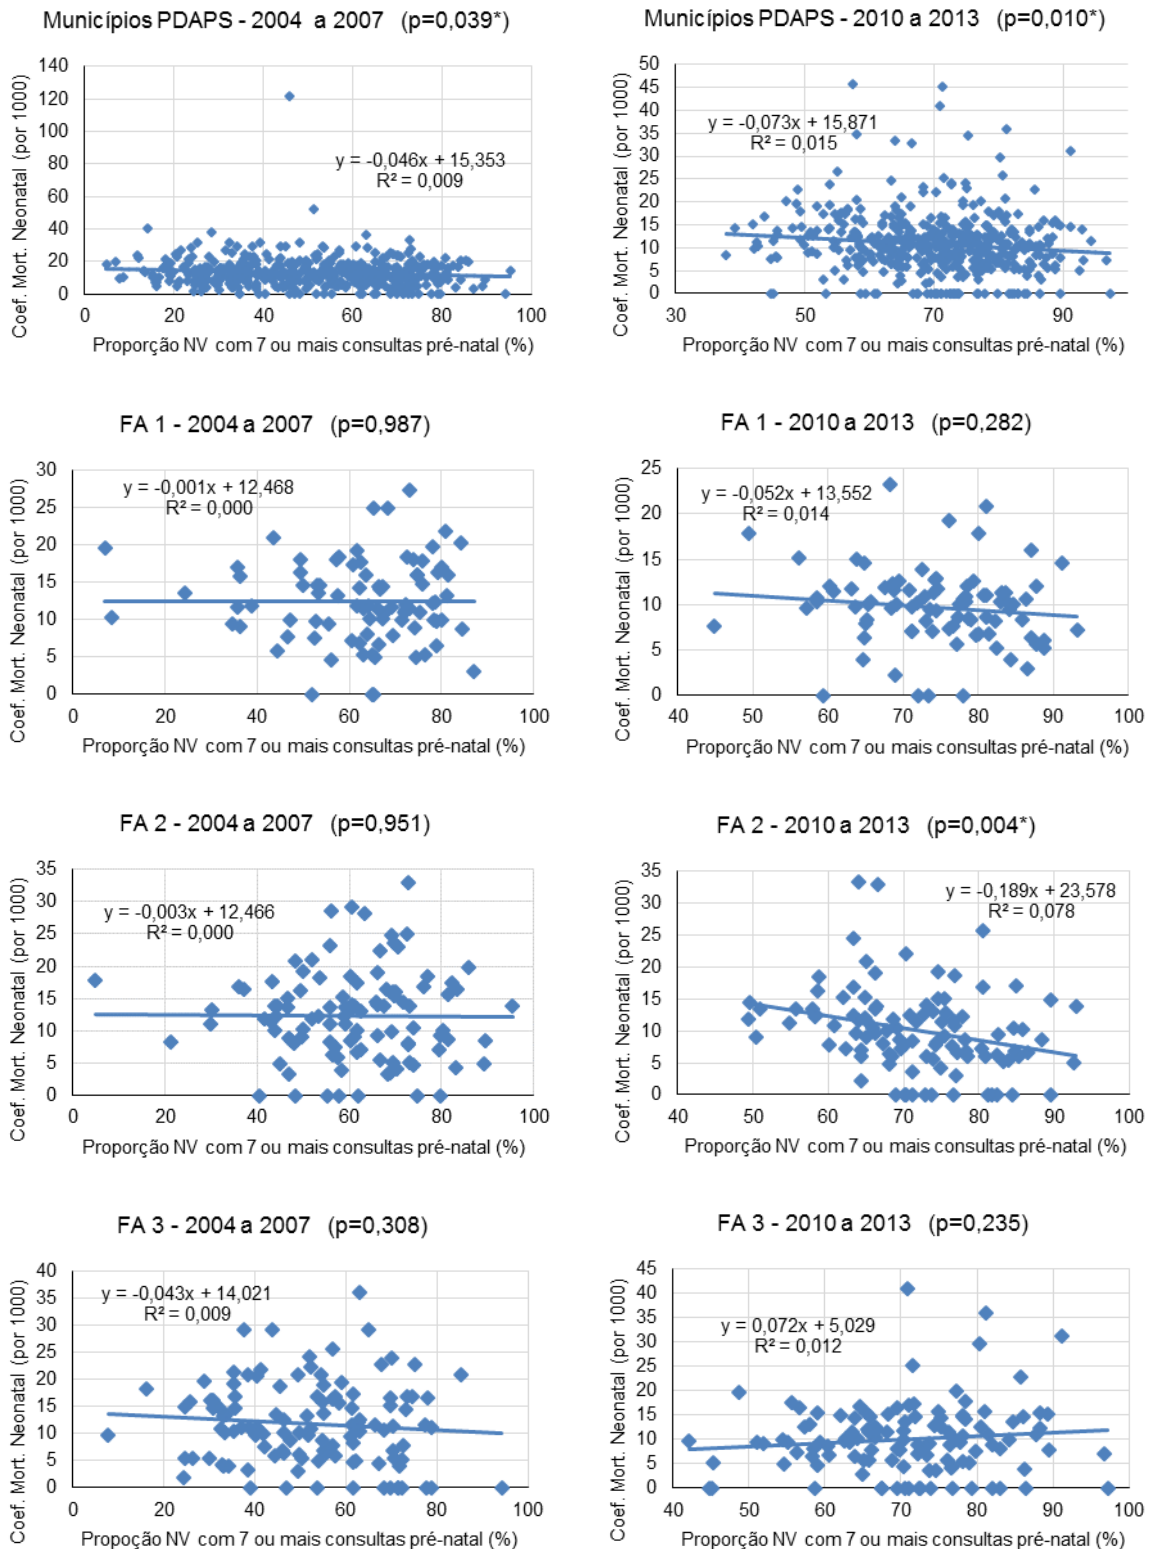 Municípios PDAPS - 2004 a 2007 (p=0,039*)
Coef. Mort. Neonatal (por 1000)
140
120
100
80
60
40
20
0
y = -0,046x + 15,353
R² = 0,009
0 20 40 60 80 100
Proporção NV com 7 ou mais consultas pré-natal (%)
Municípios PDAPS - 2010 a 2013 (p=0,010*)
Coef. Mort. Neonatal (por 1000)
50
45
40
35
30
25
20
15
10
5
0
y = -0,073x + 15,871
R² = 0,015
30 50 70 90
Proporção NV com 7 ou mais consultas pré-natal (%)
FA 1 - 2004 a 2007 (p=0,987)
Coef. Mort. Neonatal (por 1000)
30
25
20
15
10
5
0
y = -0,001x + 12,468
R² = 0,000
0 20 40 60 80 100
Proporção NV com 7 ou mais consultas pré-natal (%)
FA 1 - 2010 a 2013 (p=0,282)
Coef. Mort. Neonatal (por 1000)
25
20
15
10
5
0
y = -0,052x + 13,552
R² = 0,014
40 50 60 70 80 90 100
Proporção NV com 7 ou mais consultas pré-natal (%)
FA 2 - 2004 a 2007 (p=0,951)
Coef. Mort. Neonatal (por 1000)
35
30
25
20
15
10
5
0
y = -0,003x + 12,466
R² = 0,000
0 20 40 60 80 100
Proporção NV com 7 ou mais consultas pré-natal (%)
FA 2 - 2010 a 2013 (p=0,004*)
Coef. Mort. Neonatal (por 1000)
35
30
25
20
15
10
5
0
y = -0,189x + 23,578
R² = 0,078
40 50 60 70 80 90 100
Proporção NV com 7 ou mais consultas pré-natal (%)
FA 3 - 2004 a 2007 (p=0,308)
Coef. Mort. Neonatal (por 1000)
40
35
30
25
20
15
10
5
0
y = -0,043x + 14,021
R² = 0,009
0 20 40 60 80 100
Proporção NV com 7 ou mais consultas pré-natal (%)
FA 3 - 2010 a 2013 (p=0,235)
Coef. Mort. Neonatal (por 1000)
45
40
35
30
25
20
15
10
5
0
y = 0,072x + 5,029
R² = 0,012
40 50 60 70 80 90 100
Proporção NV com 7 ou mais consultas pré-natal (%)